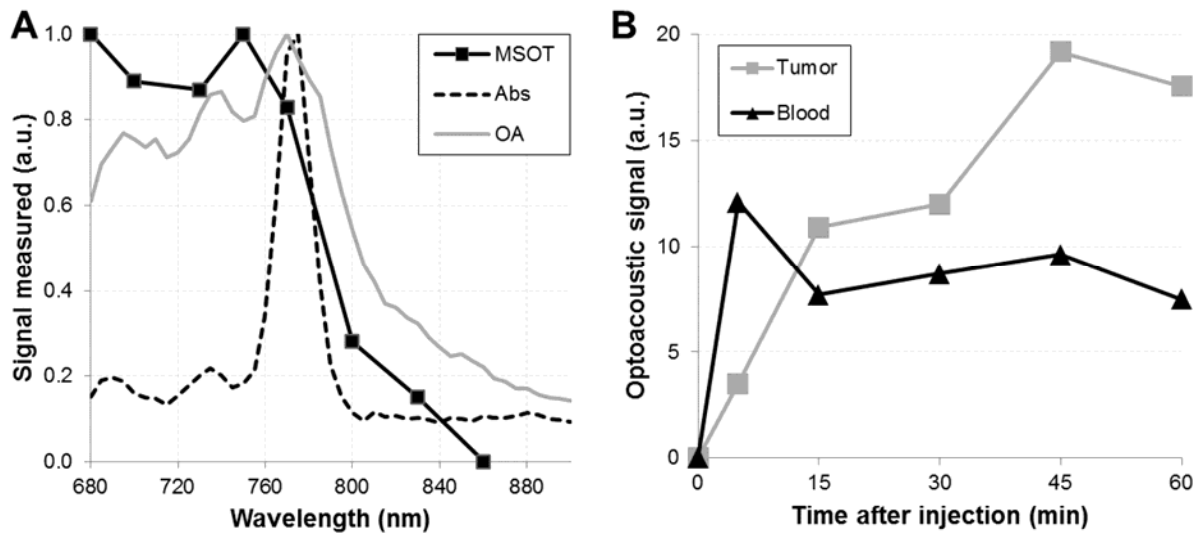 A
Signal measured (a.u.)
1.0
0.8
0.6
0.4
0.2
0.0
MSOT
Abs
OA
680
720
760
800
840
880
Wavelength (nm)
B
Optoacoustic signal (a.u.)
20
15
10
5
0
Tumor
Blood
0
15
30
45
60
Time after injection (min)